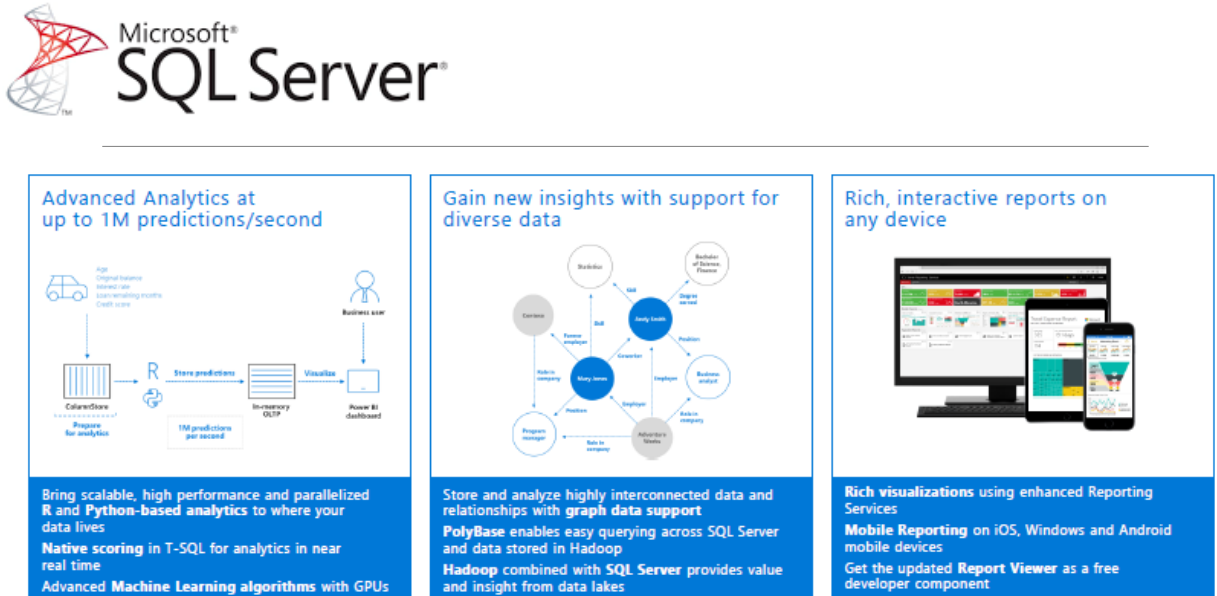 Microsoft®
SQL Server®
TM
Advanced Analytics at
up to 1M predictions/second
Age
Original balance
Interest rate
Loan remaining months
Credit score
Business user
R
Store predictions
Visualize
ColumnStore
In-memory
OLTP
Power BI
dashboard
Prepare
for analytics
1M predictions
per second
Bring scalable, high performance and parallelized
R and Python-based analytics to where your
data lives
Native scoring in T-SQL for analytics in near
real time
Advanced Machine Learning algorithms with GPUs
Gain new insights with support for
diverse data
Statistics
Bachelor
of Science,
Finance
Skill
Degree
earned
Contoso
Skill
Andy Smith
Former
employer
Position
Coworker
Role in
company
Mary Jones
Employer
Business
analyst
Position
Employer
Role in
company
Program
manager
Adventure
Works
Role in
company
Store and analyze highly interconnected data and
relationships with graph data support
PolyBase enables easy querying across SQL Server
and data stored in Hadoop
Hadoop combined with SQL Server provides value
and insight from data lakes
Rich, interactive reports on
any device
Rich visualizations using enhanced Reporting
Services
Mobile Reporting on iOS, Windows and Android
mobile devices
Get the updated Report Viewer as a free
developer component